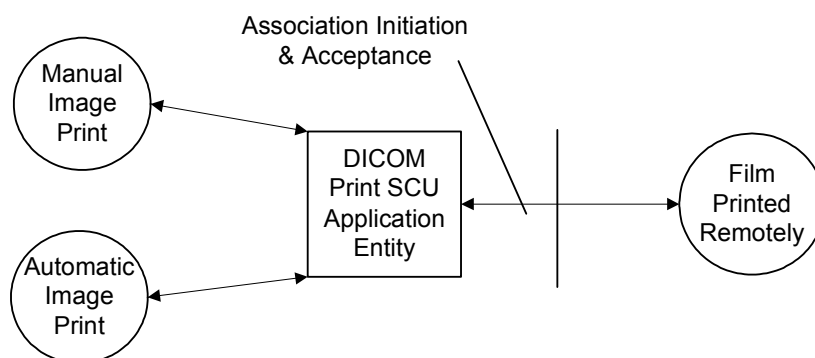 Association Initiation
& Acceptance
Manual
Image
Print
DICOM
Print SCU
Application
Entity
Film
Printed
Remotely
Automatic
Image
Print